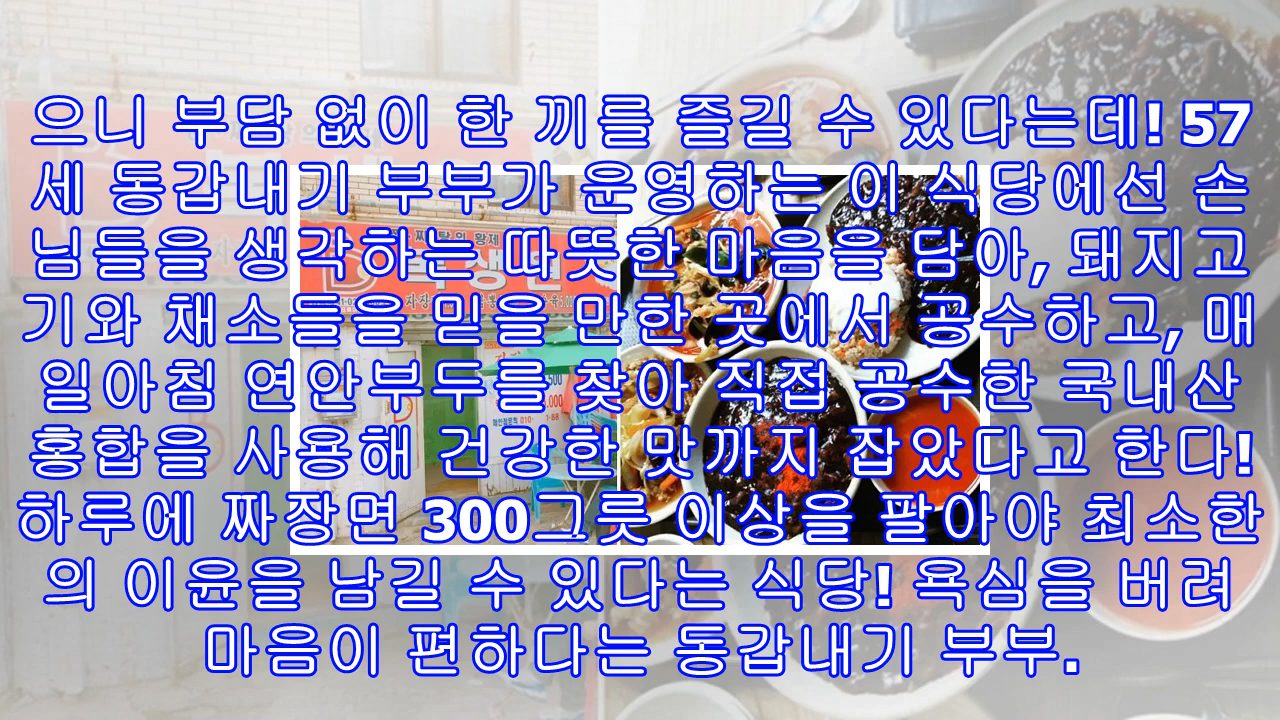 으니 부담 없이 한 끼를 즐길 수 있다는데! 57
세 동갑내기 부부가 운영하는 이 식당에선 손
님들을 생각하는 따뜻한 마음을 담아, 돼지고
기와 채소들을 믿을 만한 곳에서 공수하고, 매
일아침 연안부두를 찾아 직접 공수한 국내산
홍합을 사용해 건강한 맛까지 잡았다고 한다!
하루에 짜장면 300그릇 이상을 팔아야 최소한
의 이윤을 남길 수 있다는 식당! 욕심을 버려
마음이 편하다는 동갑내기 부부.